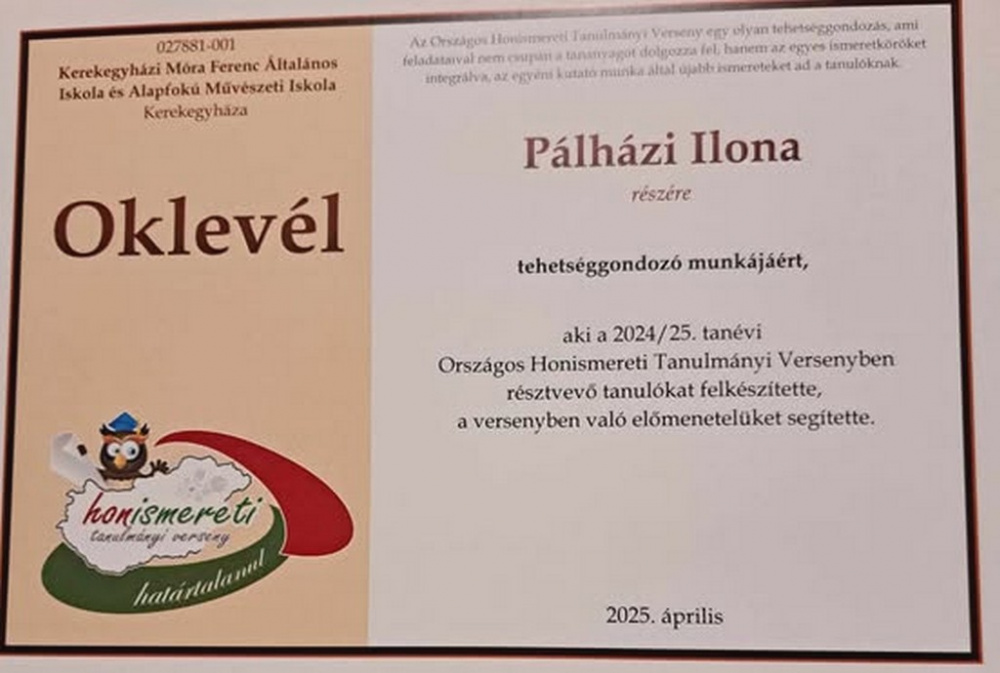 027881-001
Kerekegyházi Móra Ferenc Általános
Iskola és Alapfokú Művészeti Iskola
Kerekegyháza
Oklevél
honismereti
tanulmányi verseny
határtalanul
Az Országos Honismereti Tanulmányi Verseny egy olyan tehetséggondozás, ami
feladataival nem csupán a tananyagot dolgozza fel, hanem az egyes ismeretköröket
integrálva, az egyéni kutató munka által újabb ismereteket ad a tanulóknak.
Pálházi Ilona
részére
tehetséggondozó munkájáért,
aki a 2024/25. tanévi
Országos Honismereti Tanulmányi Versenyben
résztvevő tanulókat felkészítette,
a versenyben való előmenetelüket segítette.
2025. április